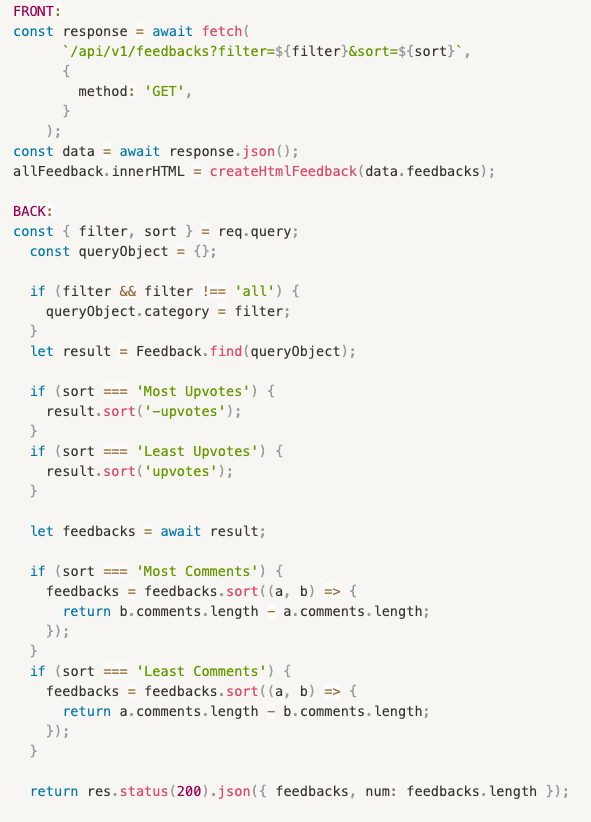 FRONT:
const response = await fetch(
      `/api/v1/feedbacks?filter=${filter}&sort=${sort}`,
      {
        method: 'GET',
      }
    );
const data = await response.json();
allFeedback.innerHTML = createHtmlFeedback(data.feedbacks);

BACK:
const { filter, sort } = req.query;
  const queryObject = {};

  if (filter && filter !== 'all') {
    queryObject.category = filter;
  }
  let result = Feedback.find(queryObject);

  if (sort === 'Most Upvotes') {
    result.sort('-upvotes');
  }
  if (sort === 'Least Upvotes') {
    result.sort('upvotes');
  }

  let feedbacks = await result;

  if (sort === 'Most Comments') {
    feedbacks = feedbacks.sort((a, b) => {
      return b.comments.length - a.comments.length;
    });
  }
  if (sort === 'Least Comments') {
    feedbacks = feedbacks.sort((a, b) => {
      return a.comments.length - b.comments.length;
    });
  }

  return res.status(200).json({ feedbacks, num: feedbacks.length });